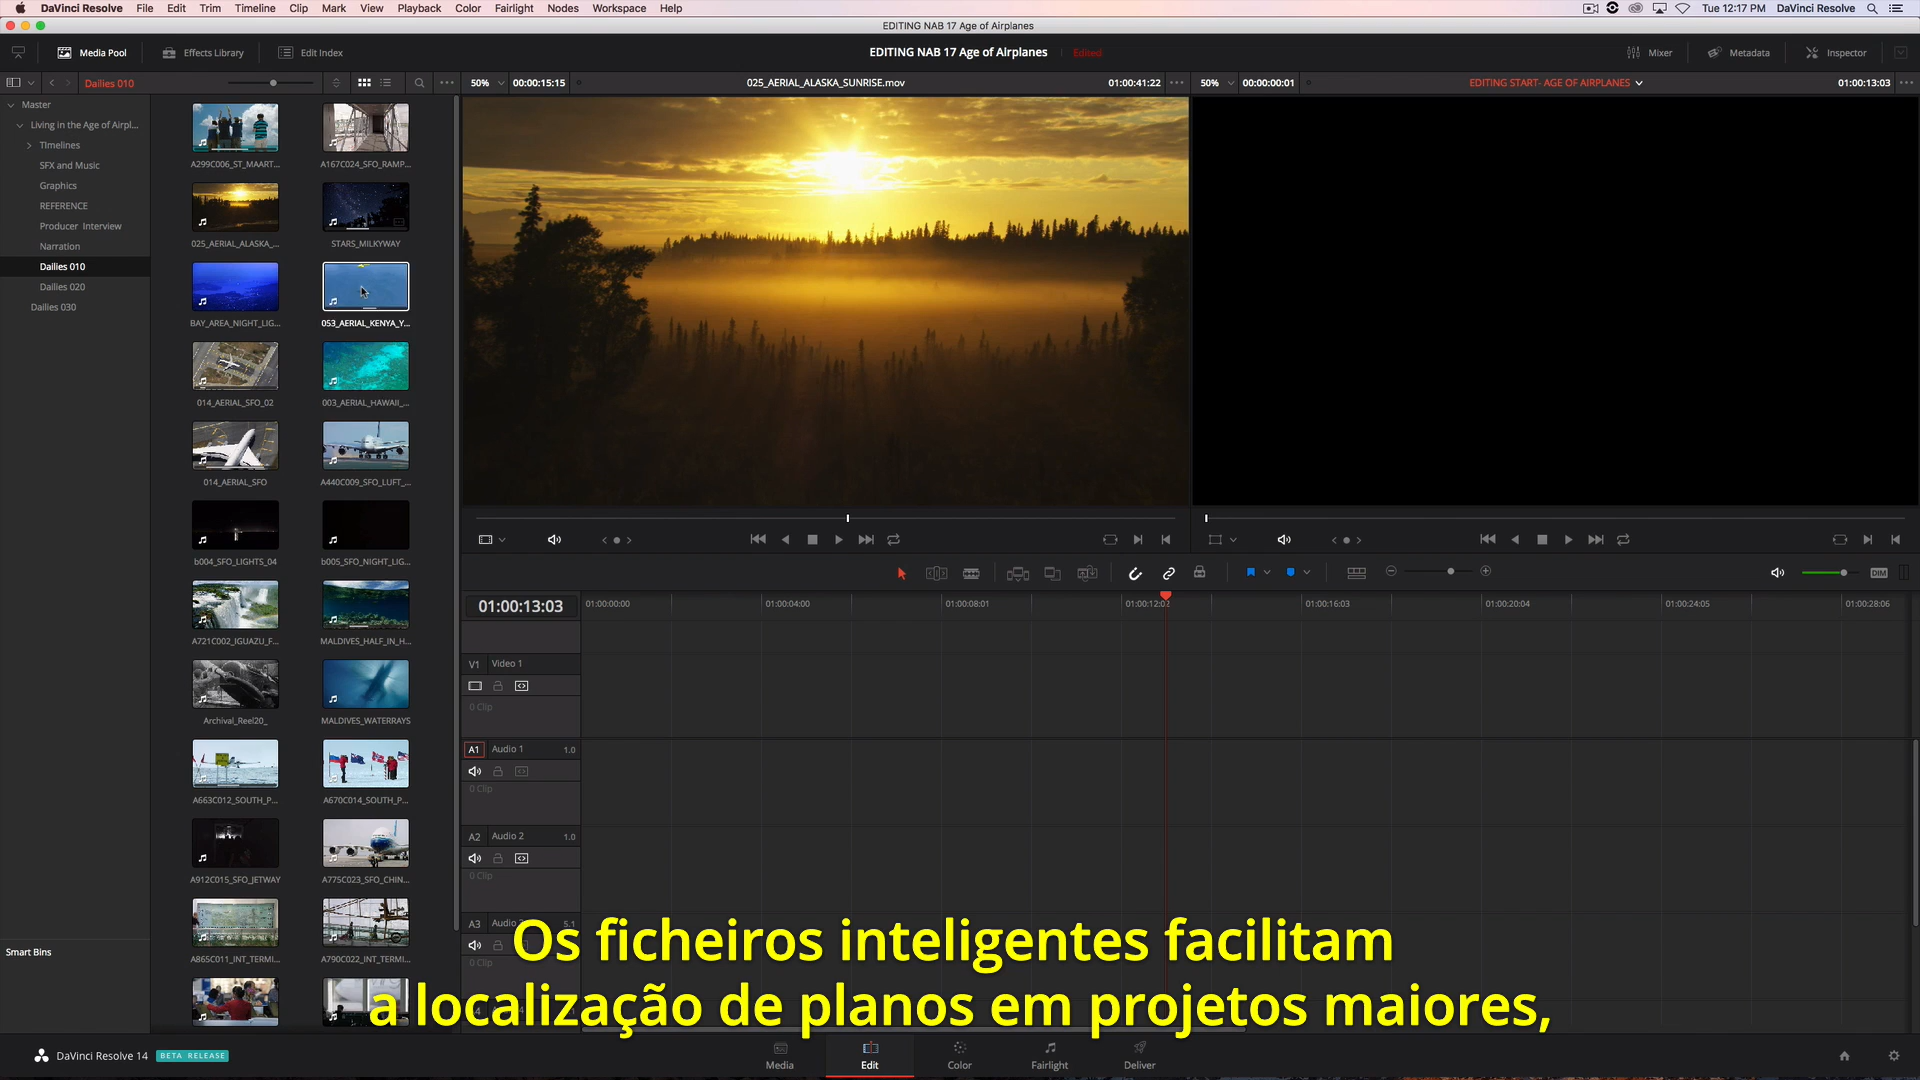 DaVinci Resolve File Edit Trim Timeline Clip Mark View Playback Color Fairlight Nodes Workspace Help Tue 12:17 PM DaVinci Resolve
EDITING NAB 17 Age of Airplanes
Media Pool Effects Library Edit Index EDITING NAB 17 Age of Airplanes Edited Mixer Metadata Inspector
Dailies 010 50% 00:00:15:15 025_AERIAL_ALASKA_SUNRISE.mov 01:00:41:22 50% 00:00:00:01 EDITING START- AGE OF AIRPLANES 01:00:13:03
Master
Living in the Age of Airpl...
TImelines
SFX and Music
Graphics
REFERENCE
Producer Interview
Narration
Dailies 010
Dailies 020
Dailies 030
Smart Bins
A299C006_ST_MAART... A167C024_SFO_RAMP...
025_AERIAL_ALASKA_... STARS_MILKYWAY
BAY_AREA_NIGHT_LIG... 053_AERIAL_KENYA_Y...
014_AERIAL_SFO_02 003_AERIAL_HAWAII_...
014_AERIAL_SFO A440C009_SFO_LUFT_...
b004_SFO_LIGHTS_04 b005_SFO_NIGHT_LIG...
A721C002_IGUAZU_F... MALDIVES_HALF_IN_H...
Archival_Reel20_ MALDIVES_WATERRAYS
A663C012_SOUTH_P... A670C014_SOUTH_P...
A912C015_SFO_JETWAY A775C023_SFO_CHIN...
A865C011_INT_TERMI... A790C022_INT_TERMI...
DIM
01:00:13:03 01:00:00:00 01:00:04:00 01:00:08:01 01:00:12:02 01:00:16:03 01:00:20:04 01:00:24:05 01:00:28:06
V1 Video 1
0 Clip
A1 Audio 1 1.0
0 Clip
A2 Audio 2 1.0
0 Clip
A3 Audio 5.1
0 Clip
Os ficheiros inteligentes facilitam
a localização de planos em projetos maiores,
DaVinci Resolve 14 BETA RELEASE
Media Edit Color Fairlight Deliver